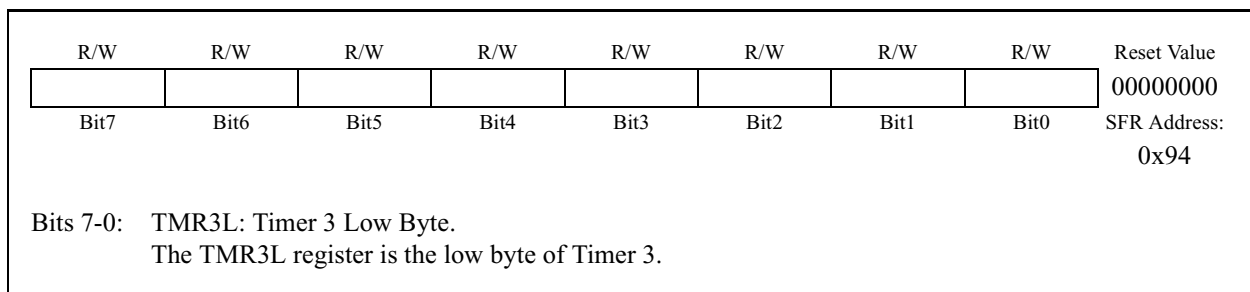 R/W R/W R/W R/W R/W R/W R/W R/W Reset Value
00000000
Bit7 Bit6 Bit5 Bit4 Bit3 Bit2 Bit1 Bit0 SFR Address:
0x94
Bits 7-0: TMR3L: Timer 3 Low Byte.
The TMR3L register is the low byte of Timer 3.